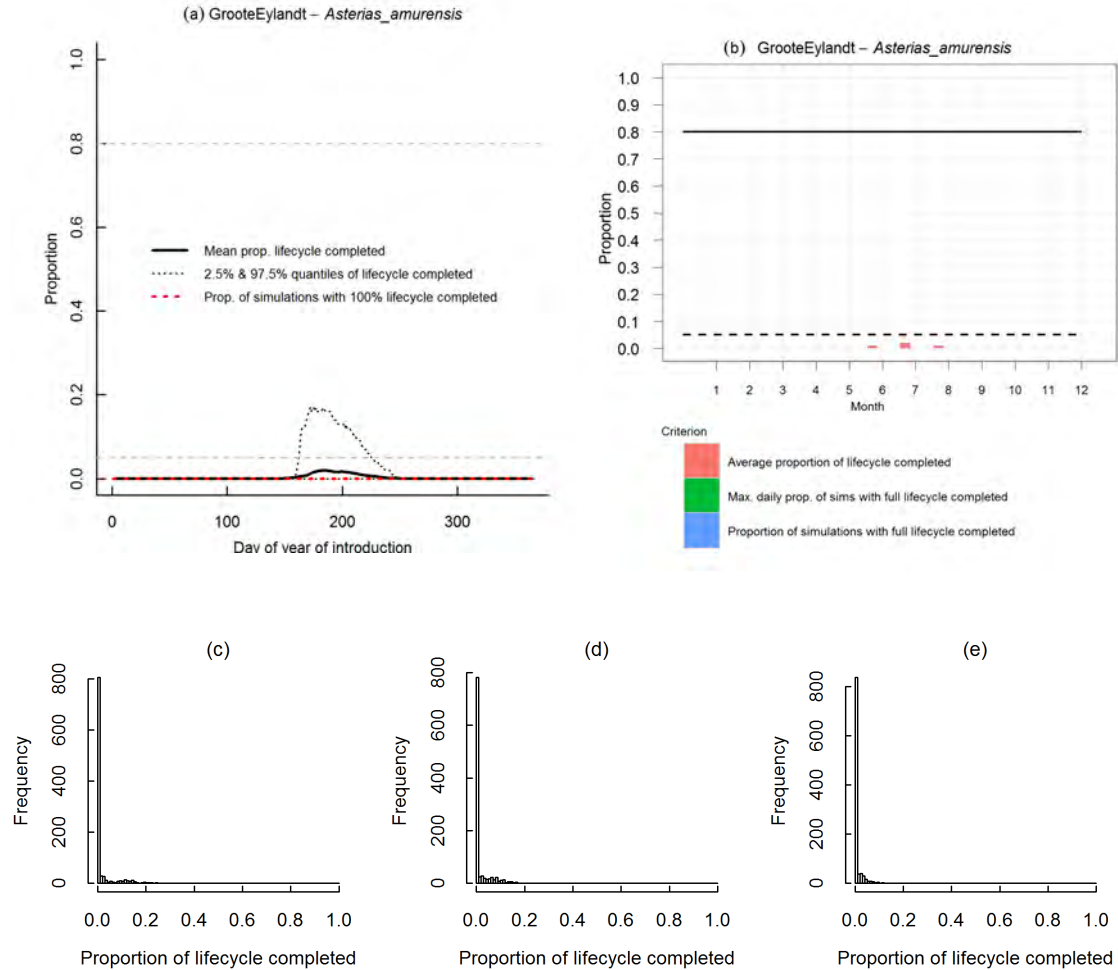 (a) GrooteEylandt – Asterias_amurensis
1.0
0.8
0.6
0.4
0.2
0.0
Proportion
Mean prop. lifecycle completed
2.5% & 97.5% quantiles of lifecycle completed
Prop. of simulations with 100% lifecycle completed
0 100 200 300
Day of year of introduction
(b) GrooteEylandt – Asterias_amurensis
1.0
0.9
0.8
0.7
0.6
0.5
0.4
0.3
0.2
0.1
0.0
Proportion
1 2 3 4 5 6 7 8 9 10 11 12
Month
Criterion
Average proportion of lifecycle completed
Max. daily prop. of sims with full lifecycle completed
Proportion of simulations with full lifecycle completed
(c)
800
600
400
200
0
Frequency
0.0 0.2 0.4 0.6 0.8 1.0
Proportion of lifecycle completed
(d)
800
600
400
200
0
Frequency
0.0 0.2 0.4 0.6 0.8 1.0
Proportion of lifecycle completed
(e)
800
600
400
200
0
Frequency
0.0 0.2 0.4 0.6 0.8 1.0
Proportion of lifecycle completed